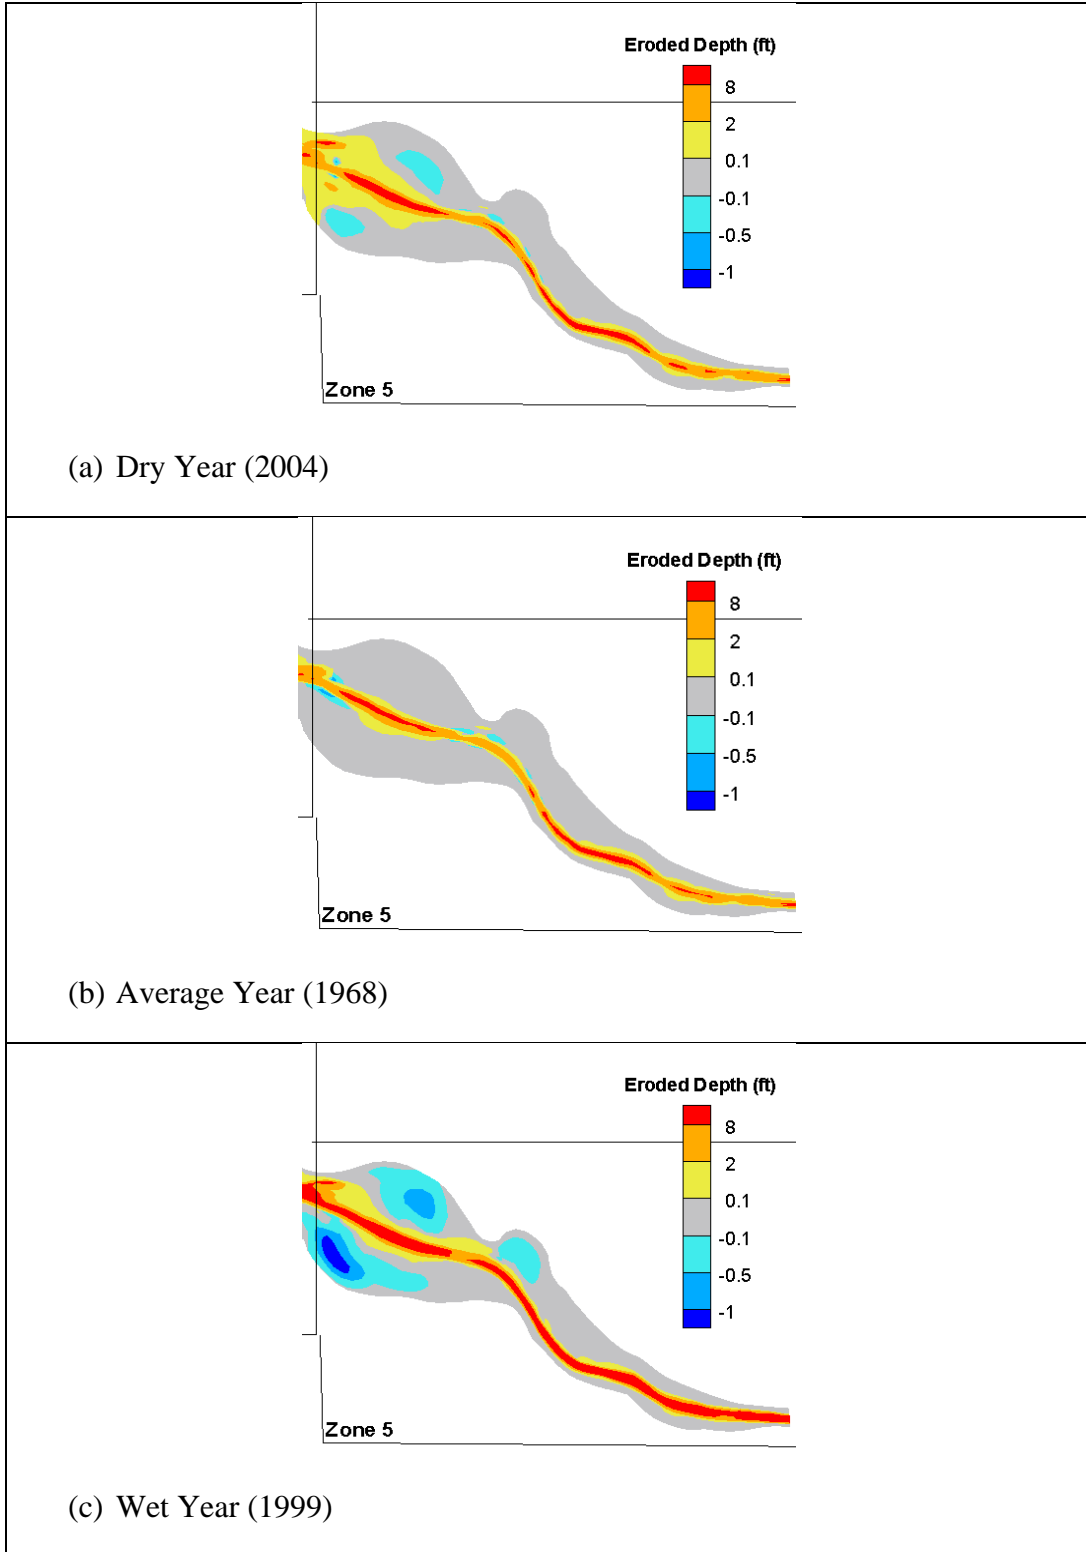 Eroded Depth (ft)
8
2
0.1
-0.1
-0.5
-1
Zone 5
(a) Dry Year (2004)
Eroded Depth (ft)
8
2
0.1
-0.1
-0.5
-1
Zone 5
(b) Average Year (1968)
Eroded Depth (ft)
8
2
0.1
-0.1
-0.5
-1
Zone 5
(c) Wet Year (1999)